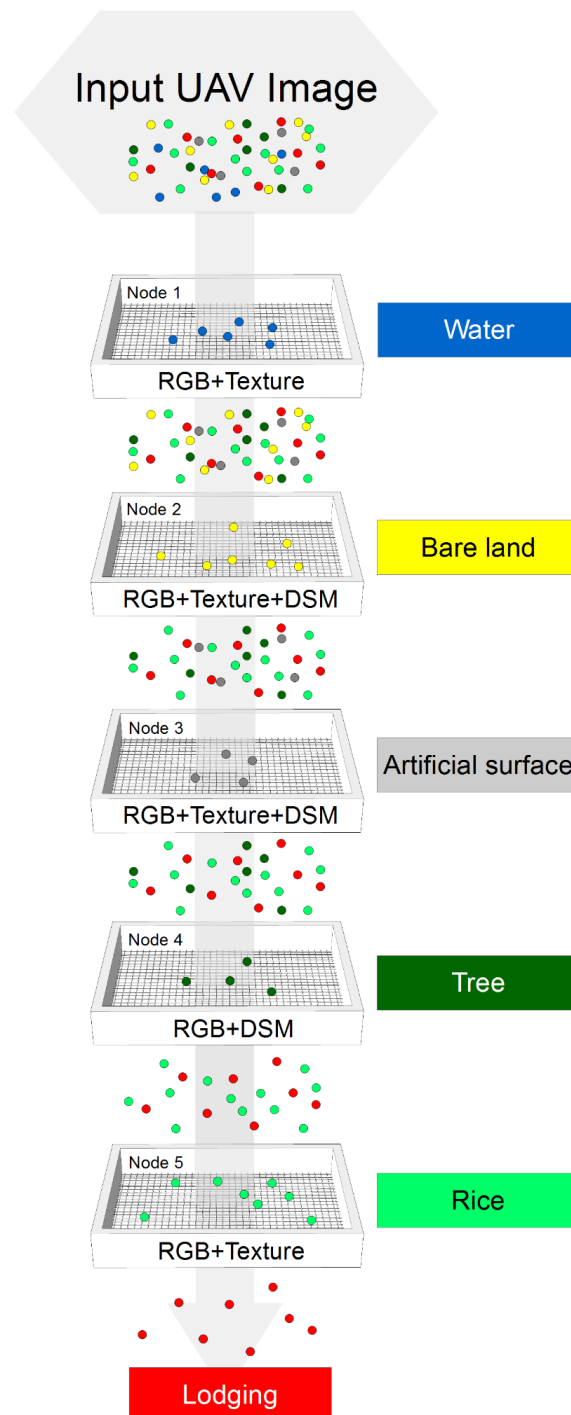 Input UAV Image
Node 1
Water
RGB+Texture
Node 2
Bare land
RGB+Texture+DSM
Node 3
Artificial surface
RGB+Texture+DSM
Node 4
Tree
RGB+DSM
Node 5
Rice
RGB+Texture
Lodging